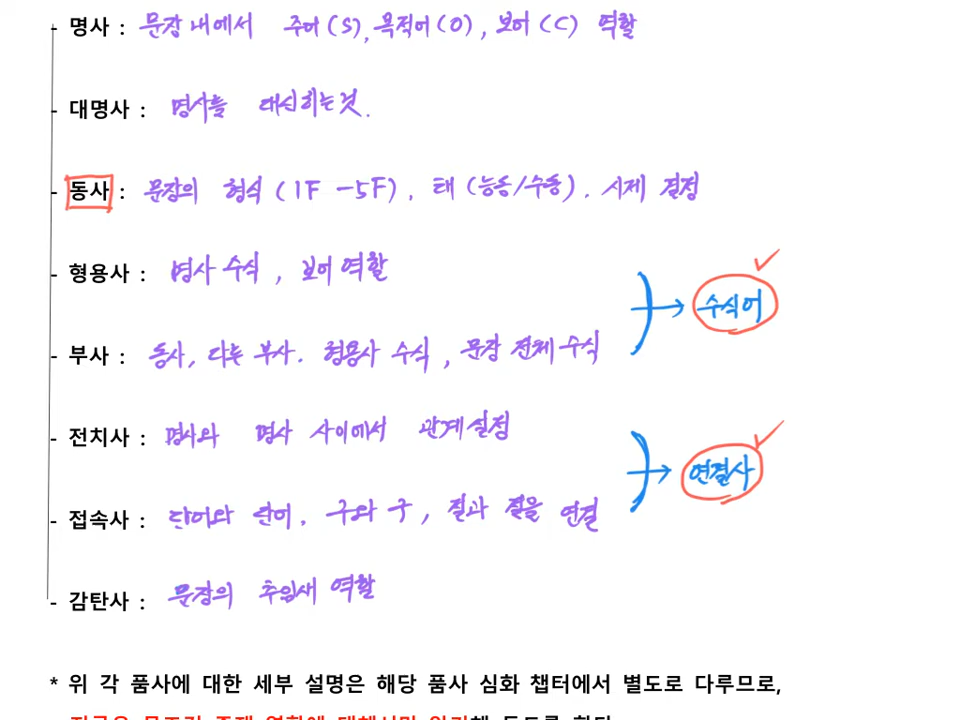 - 명사 : 문장 내에서 주어(S), 목적어(O), 보어(C) 역할
- 대명사 : 명사를 대신하는 것.
- 동사 : 문장의 형식 (1F -5F), 태 (능동/수동). 시제 결정
- 형용사 : 명사 수식, 보어 역할
수식어
- 부사 : 동사, 다른 부사. 형용사 수식, 문장 전체 수식
- 전치사 : 명사와 명사 사이에서 관계 설정
연결사
- 접속사 : 단어와 단어, 구와 구, 절과 절을 연결
- 감탄사 : 문장의 추임새 역할
* 위 각 품사에 대한 세부 설명은 해당 품사 심화 챕터에서 별도로 다루므로,